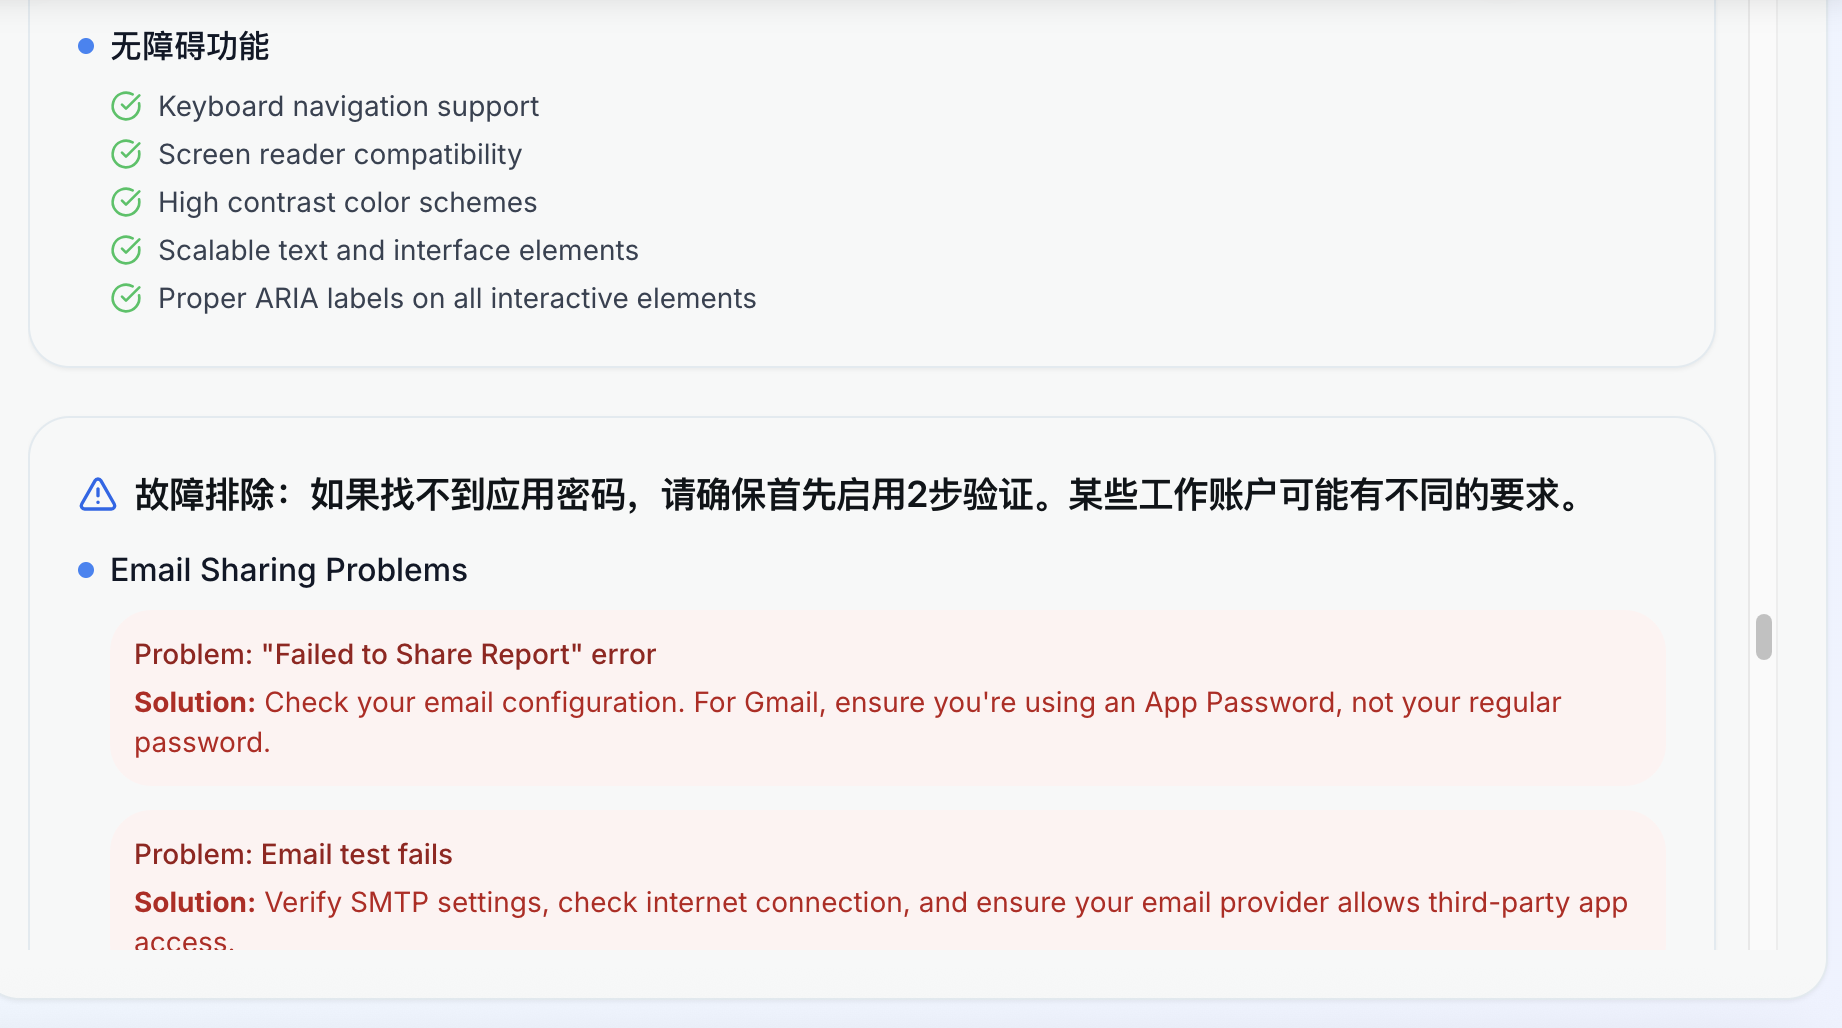 无障碍功能
Keyboard navigation support
Screen reader compatibility
High contrast color schemes
Scalable text and interface elements
Proper ARIA labels on all interactive elements
故障排除：如果找不到应用密码，请确保首先启用2步验证。某些工作账户可能有不同的要求。
Email Sharing Problems
Problem: "Failed to Share Report" error
Solution: Check your email configuration. For Gmail, ensure you're using an App Password, not your regular
password.
Problem: Email test fails
Solution: Verify SMTP settings, check internet connection, and ensure your email provider allows third-party app
access.